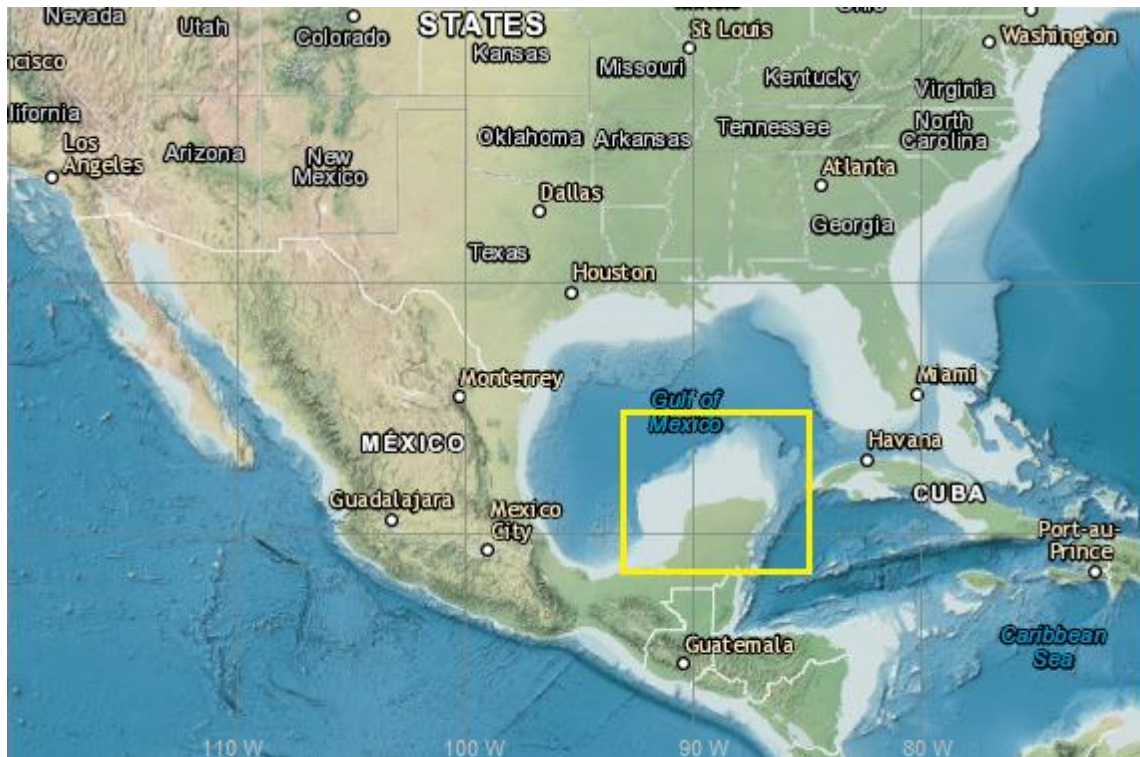 Nevada
Utah
Colorado
STATES
Kansas
St Louis
Missouri
Kentucky
Washington
Virginia
ncisco
lifornia
Los
Angeles
Arizona
New
Mexico
Oklahoma
Arkansas
Tennessee
North
Carolina
Dallas
Atlanta
Georgia
Texas
Houston
Monterrey
MÉXICO
Gulf of
Mexico
Miami
Havana
CUBA
Guadalajara
Mexico
City
Port-au-
Prince
Guatemala
Caribbean
Sea
110 W
100 W
90 W
80 W